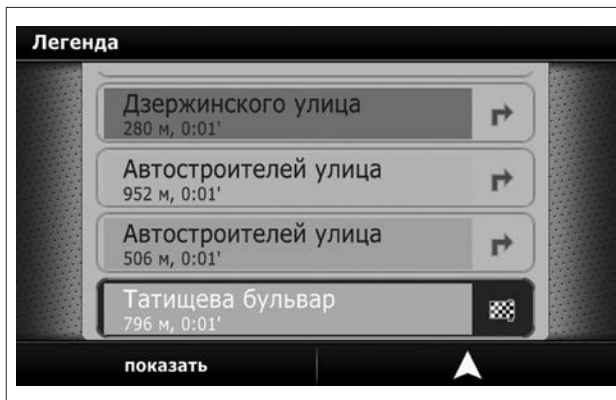 Легенда
Дзержинского улица
280 м, 0:01'
Автостроителей улица
952 м, 0:01'
Автостроителей улица
506 м, 0:01'
Татищева бульвар
796 м, 0:01'
показать